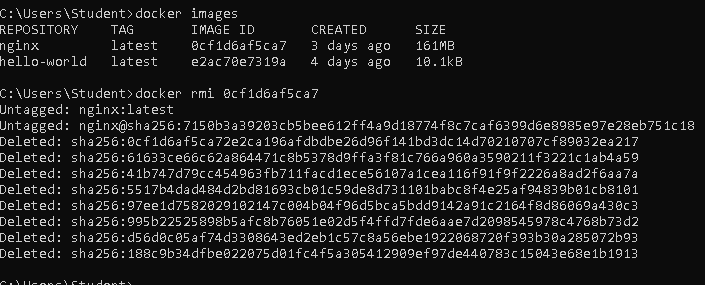 C:\Users\Student>docker images
REPOSITORY    TAG       IMAGE ID       CREATED      SIZE
nginx         latest    0cf1d6af5ca7   3 days ago   161MB
hello-world   latest    e2ac70e7319a   4 days ago   10.1kB
C:\Users\Student>docker rmi 0cf1d6af5ca7
Untagged: nginx:latest
Untagged: nginx@sha256:7150b3a39203cb5bee612ff4a9d18774f8c7caf6399d6e8985e97e28eb751c18
Deleted: sha256:0cf1d6af5ca72e2ca196afdbdbe26d96f141bd3dc14d70210707cf89032ea217
Deleted: sha256:61633ce66c62a864471c8b5378d9ffa3f81c766a960a3590211f3221c1ab4a59
Deleted: sha256:41b747d79cc454963fb711facd1ece56107a1cea116f91f9f2226a8ad2f6aa7a
Deleted: sha256:5517b4dad484d2bd81693cb01c59de8d731101babc8f4e25af94839b01cb8101
Deleted: sha256:97ee1d7582029102147c004b04f96d5bca5bdd9142a91c2164f8d86069a430c3
Deleted: sha256:995b22525898b5afc8b76051e02d5f4ffd7fde6aae7d2098545978c4768b73d2
Deleted: sha256:d56d0c05af74d3308643ed2eb1c57c8a56ebe1922068720f393b30a285072b93
Deleted: sha256:188c9b34dfbe022075d01fc4f5a305412909ef97de440783c15043e68e1b1913
C:\Users\Student>